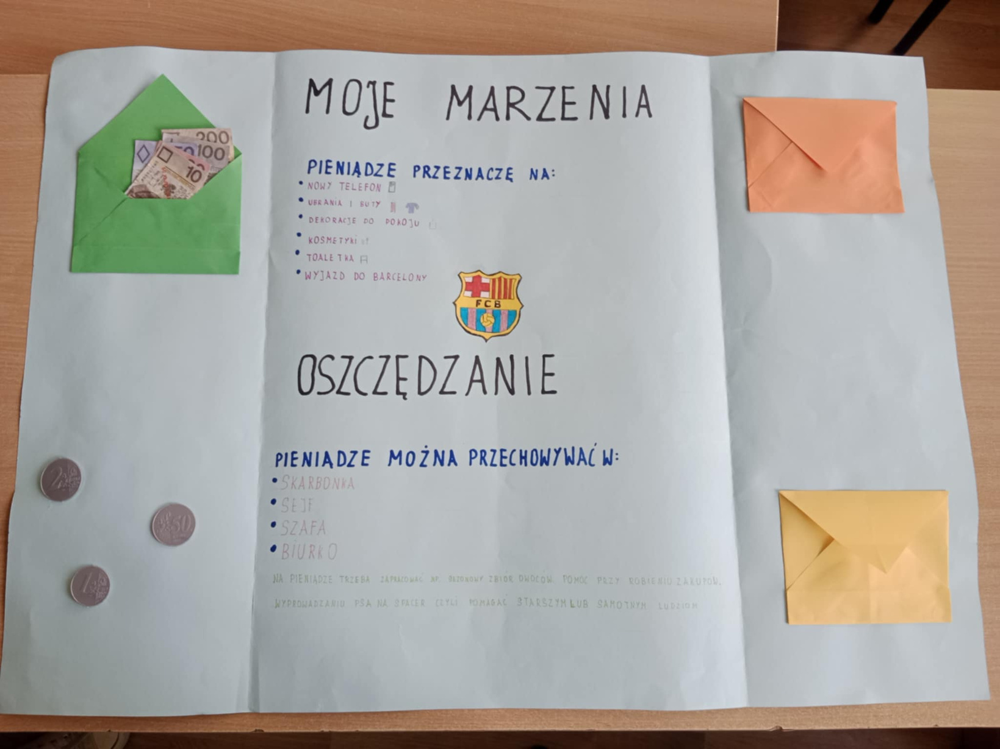 MOJE MARZENIA
PIENIĄDZE PRZEZNACZĘ NA:
• NOWY TELEFON
• UBRANIA I BUTY
• DEKORACJE DO POKOJU
• KOSMETYKI
• TOALETKA
• WYJAZD DO BARCELONY
FCB
OSZCZĘDZANIE
PIENIĄDZE MOŻNA PRZECHOWYWAĆ W:
• SKARBONKA
• SEJF
• SZAFA
• BIURKO
NA PIENIĄDZE TRZEBA ZAPRACOWAĆ NP. SEZONOWY ZBIÓR OWOCÓW, POMOC PRZY ROBIENIU ZAKUPÓW,
WYPROWADZANIU PSA NA SPACER CZYLI POMAGAĆ STARSZYM LUB SAMOTNYM LUDZIOM
200
100
50
10
2
50
1